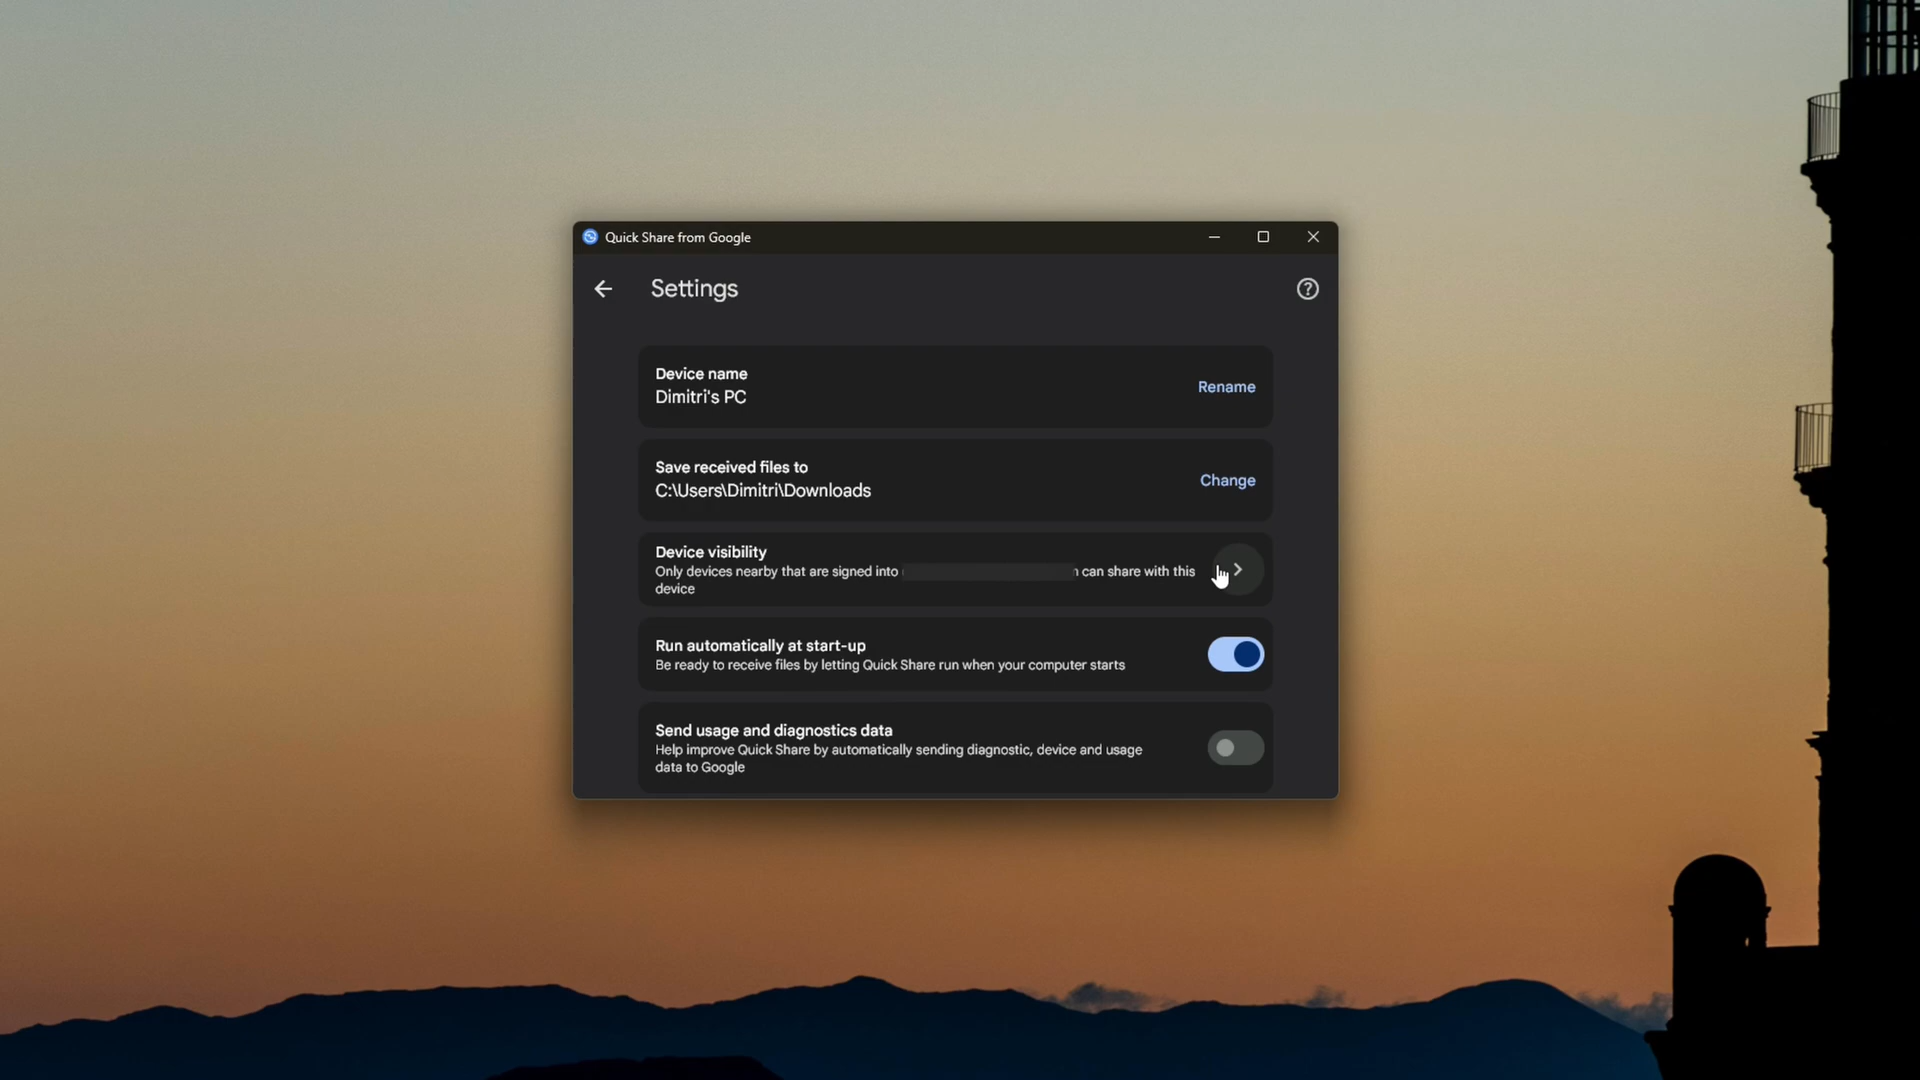 Quick Share from Google
Settings
Device name
Dimitri's PC
Rename
Save received files to
C:\Users\Dimitri\Downloads
Change
Device visibility
Only devices nearby that are signed into can share with this
device
Run automatically at start-up
Be ready to receive files by letting Quick Share run when your computer starts
Send usage and diagnostics data
Help improve Quick Share by automatically sending diagnostic, device and usage
data to Google